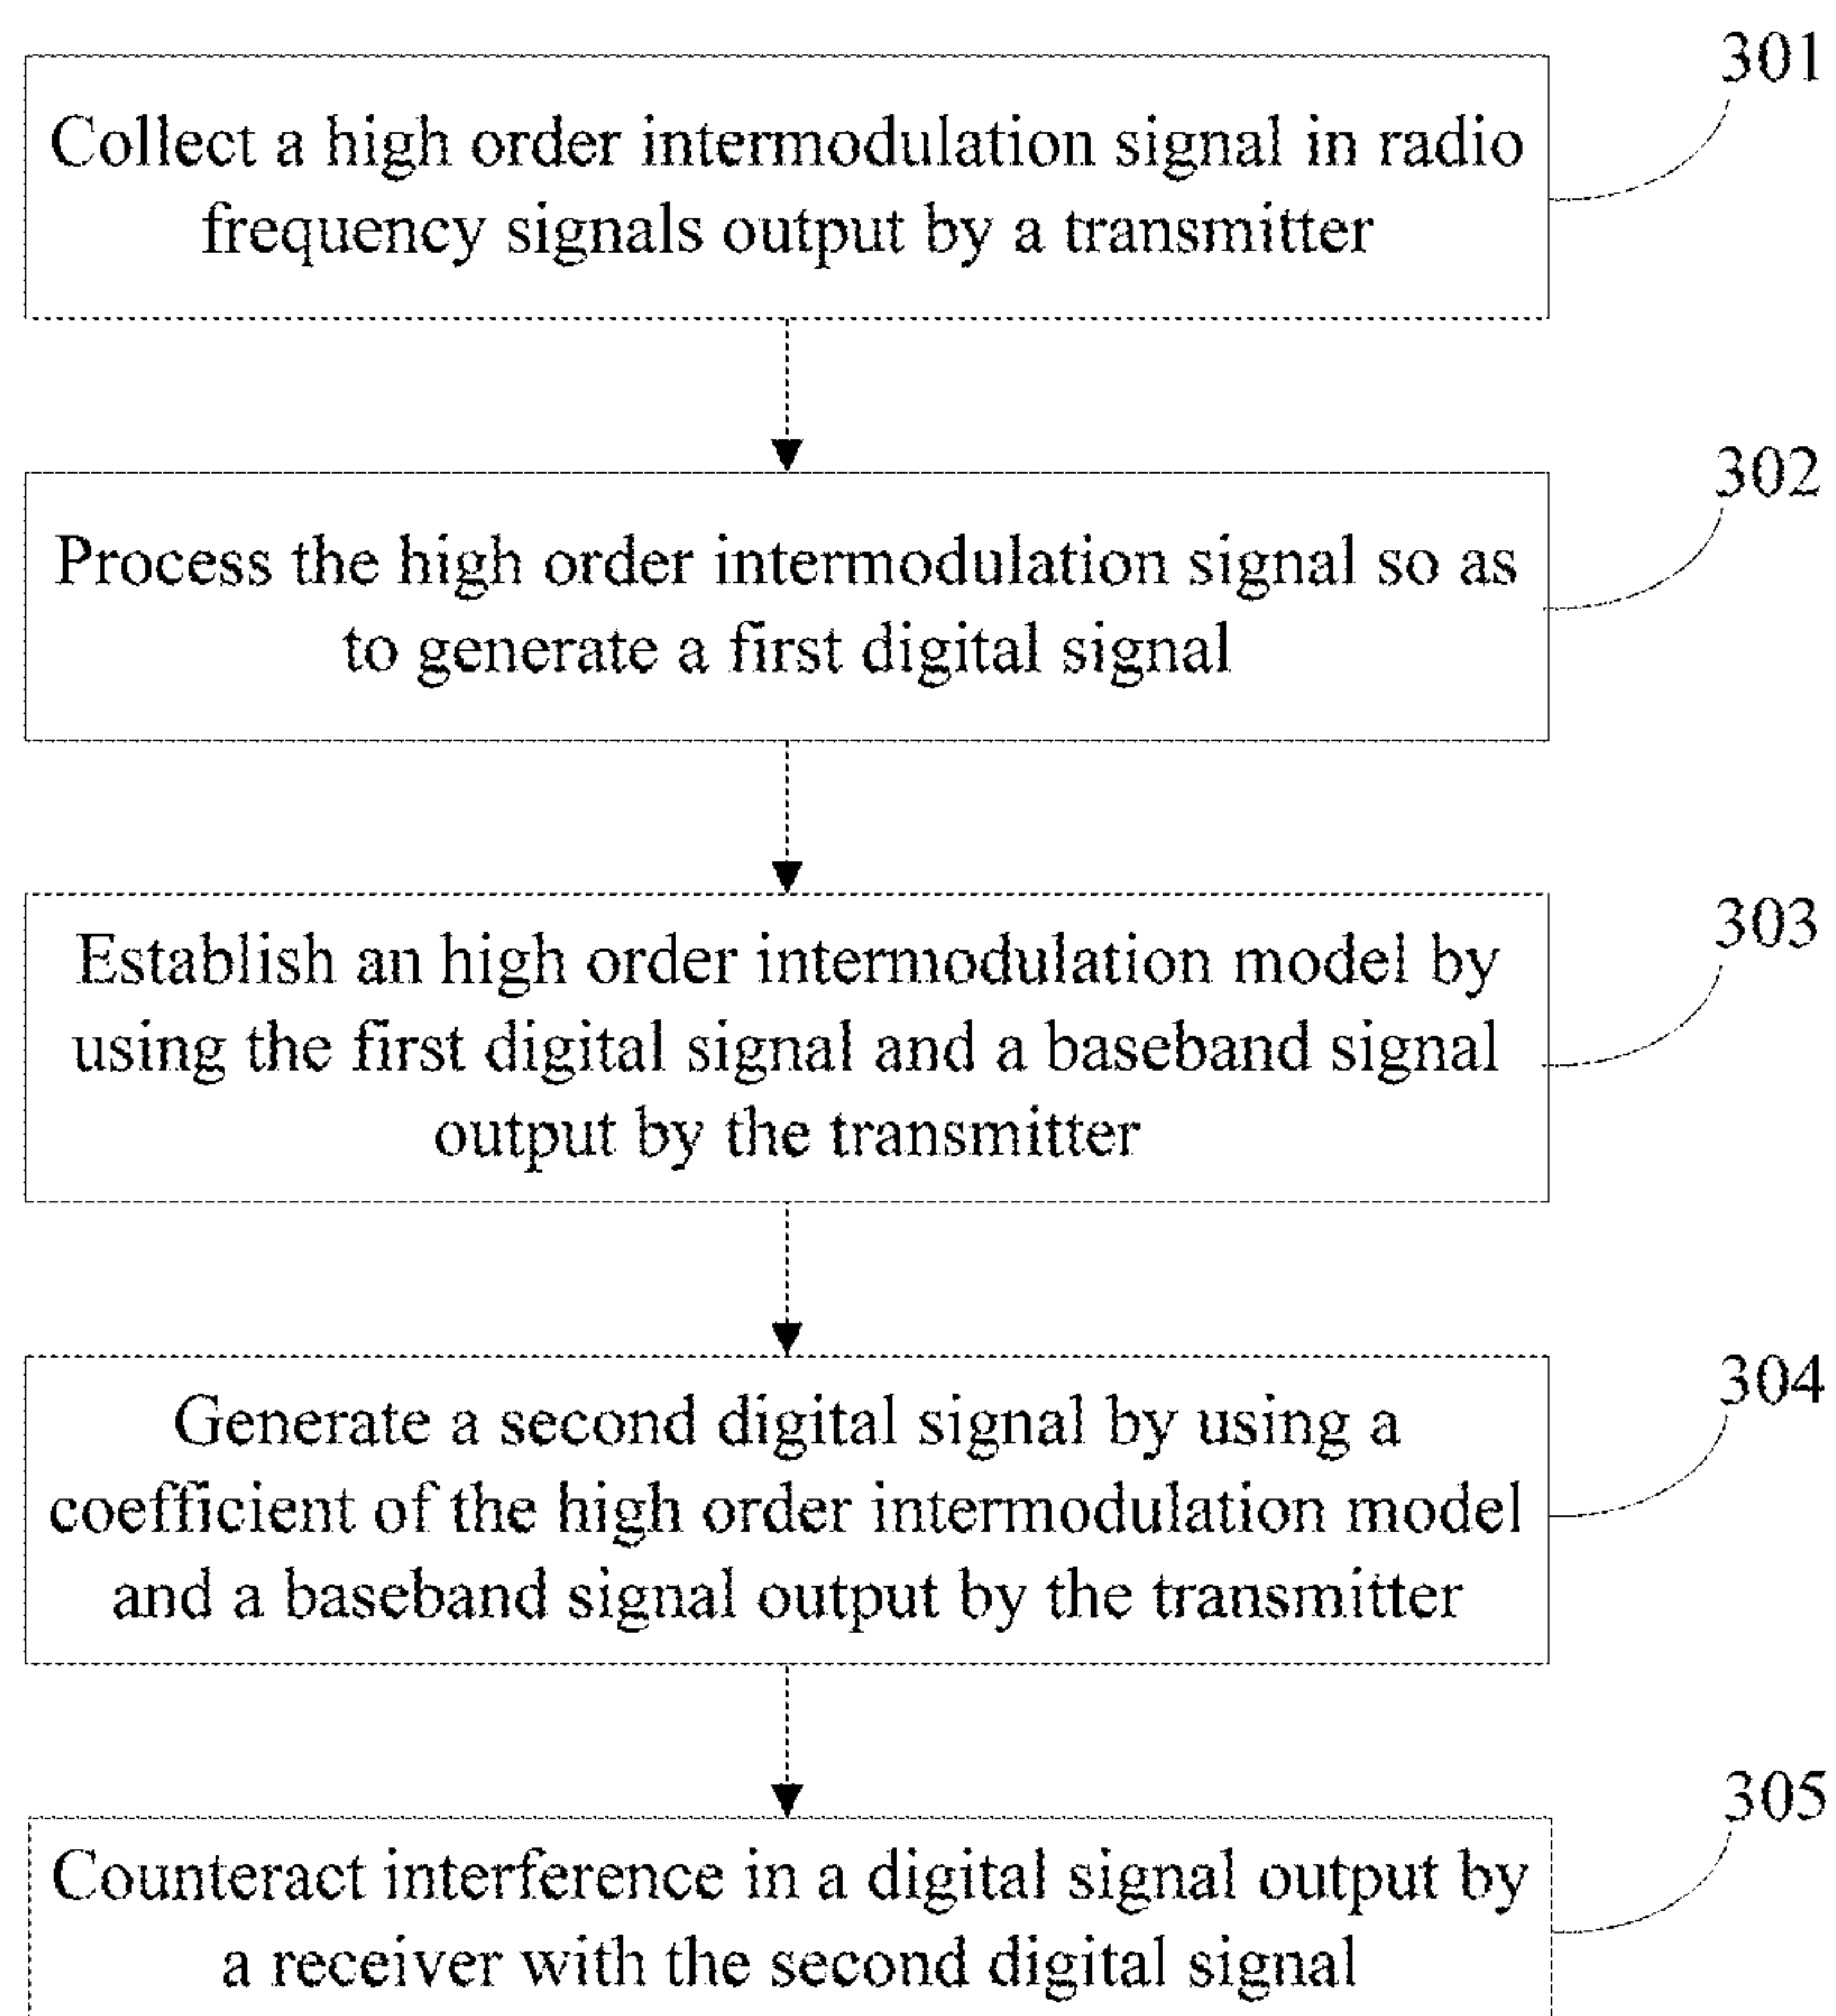 301
Collect a high order intermodulation signal in radio
frequency signals output by a transmitter
302
Process the high order intermodulation signal so as
to generate a first digital signal
303
Establish an high order intermodulation model by
using the first digital signal and a baseband signal
output by the transmitter
304
Generate a second digital signal by using a
coefficient of the high order intermodulation model
and a baseband signal output by the transmitter
305
Counteract interference in a digital signal output by
a receiver with the second digital signal